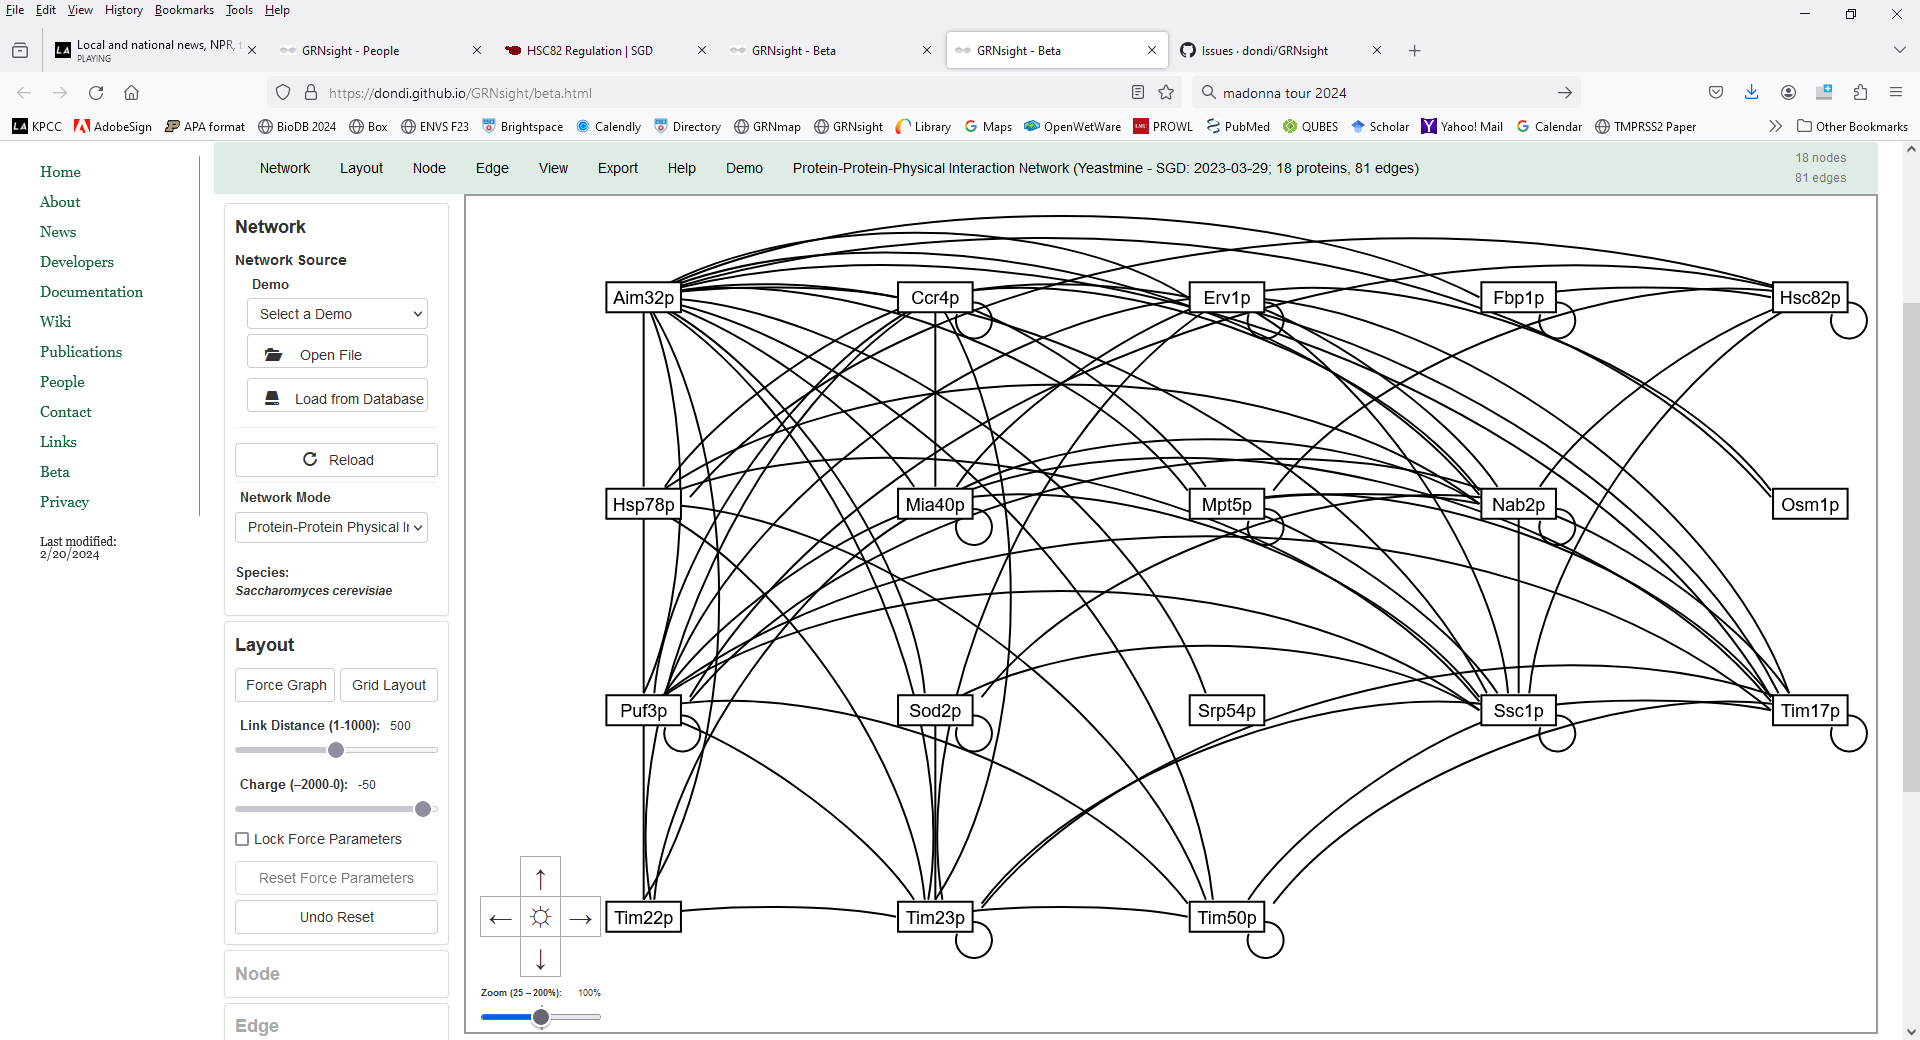 File Edit View History Bookmarks Tools Help
Local and national news, NPR,
PLAYING
GRNsight - People
HSC82 Regulation | SGD
GRNsight - Beta
GRNsight - Beta
Issues · dondi/GRNsight
https://dondi.github.io/GRNsight/beta.html
madonna tour 2024
KPCC AdobeSign APA format BioDB 2024 Box ENVS F23 Brightspace Calendly Directory GRNmap GRNsight Library Maps OpenWetWare PROWL PubMed QUBES Scholar Yahoo! Mail Calendar TMPRSS2 Paper Other Bookmarks
Home
About
News
Developers
Documentation
Wiki
Publications
People
Contact
Links
Beta
Privacy
Last modified:
2/20/2024
Network Layout Node Edge View Export Help Demo Protein-Protein-Physical Interaction Network (Yeastmine - SGD: 2023-03-29; 18 proteins, 81 edges)
18 nodes
81 edges
Network
Network Source
Demo
Select a Demo
Open File
Load from Database
Reload
Network Mode
Protein-Protein Physical I
Species:
Saccharomyces cerevisiae
Layout
Force Graph Grid Layout
Link Distance (1-1000): 500
Charge (–2000-0): -50
Lock Force Parameters
Reset Force Parameters
Undo Reset
Node
Edge
Aim32p Ccr4p Erv1p Fbp1p Hsc82p
Hsp78p Mia40p Mpt5p Nab2p Osm1p
Puf3p Sod2p Srp54p Ssc1p Tim17p
Tim22p Tim23p Tim50p
↑
← →
↓
Zoom (25 – 200%): 100%